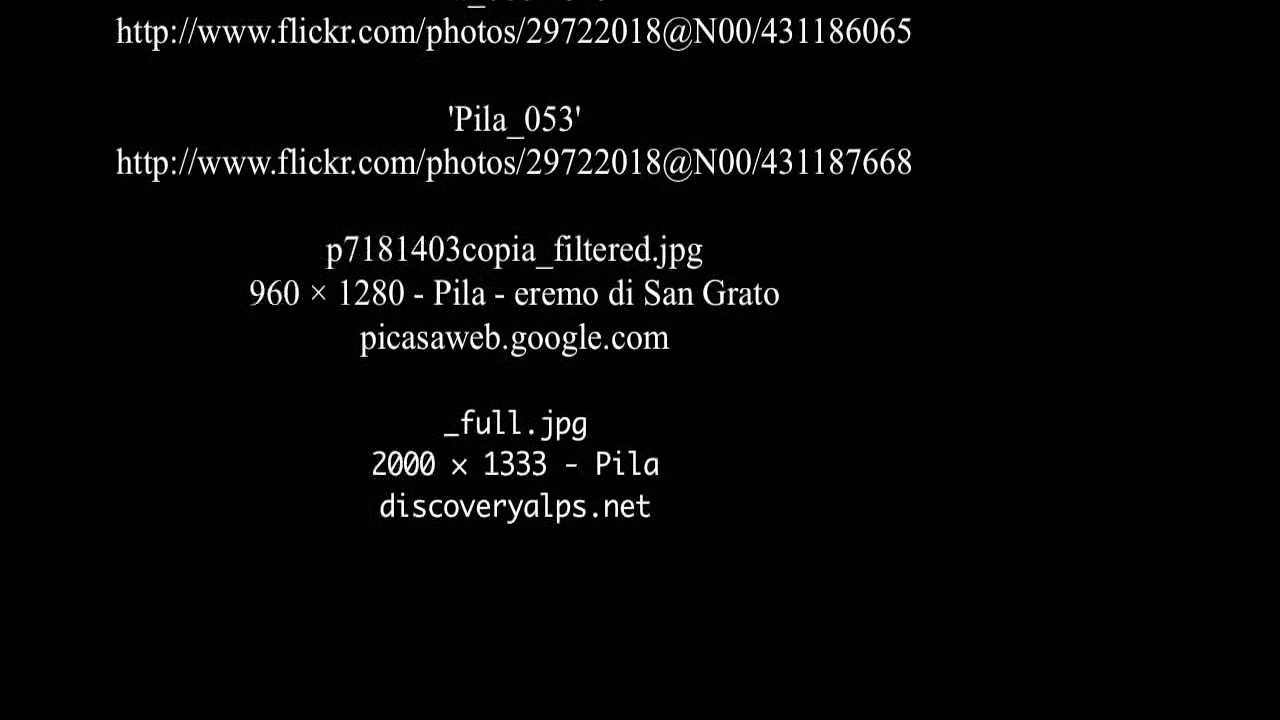 http://www.flickr.com/photos/29722018@N00/431186065
'Pila_053'
http://www.flickr.com/photos/29722018@N00/431187668
p7181403copia_filtered.jpg
960 × 1280 - Pila - eremo di San Grato
picasaweb.google.com
_full.jpg
2000 × 1333 - Pila
discoveryalps.net